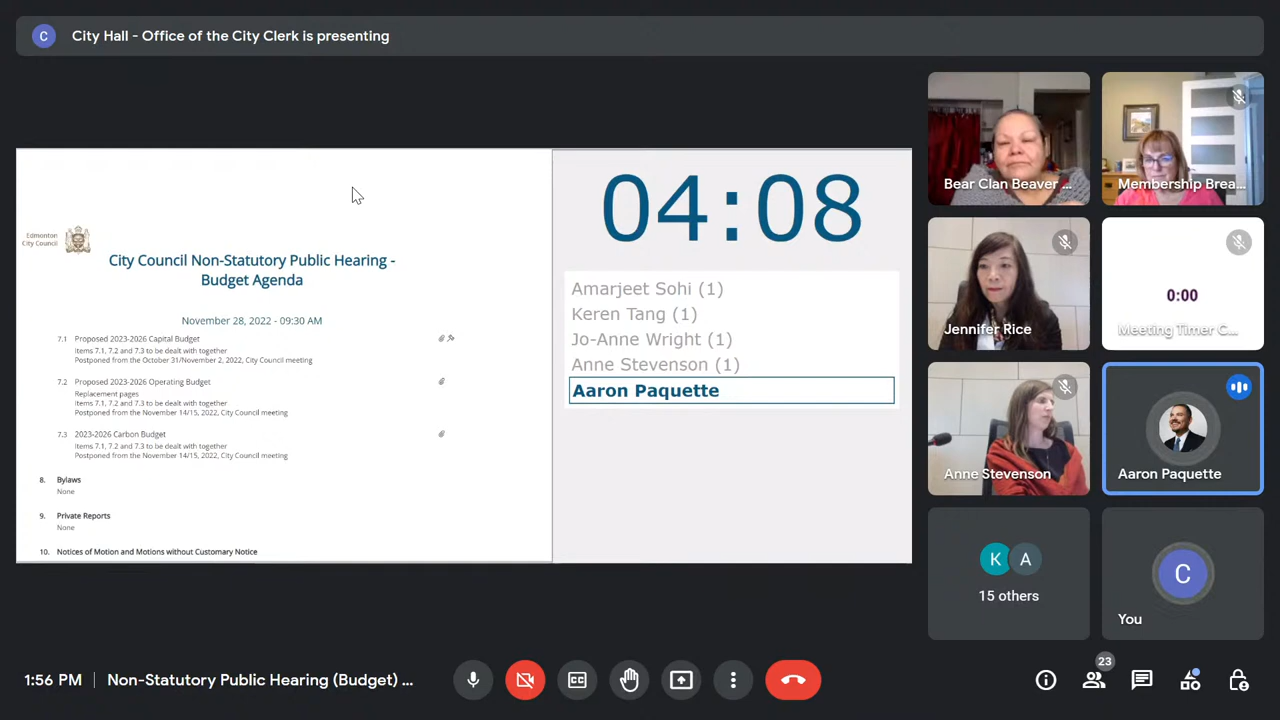 C City Hall - Office of the City Clerk is presenting
Edmonton
City Council
City Council Non-Statutory Public Hearing -
Budget Agenda
November 28, 2022 - 09:30 AM
7.1 Proposed 2023-2026 Capital Budget
Items 7.1, 7.2 and 7.3 to be dealt with together
Postponed from the October 31/November 2, 2022, City Council meeting
7.2 Proposed 2023-2026 Operating Budget
Replacement pages
Items 7.1, 7.2 and 7.3 to be dealt with together
Postponed from the November 14/15, 2022, City Council meeting
7.3 2023-2026 Carbon Budget
Items 7.1, 7.2 and 7.3 to be dealt with together
Postponed from the November 14/15, 2022, City Council meeting
8. Bylaws
None
9. Private Reports
None
10. Notices of Motion and Motions without Customary Notice
04:08
Amarjeet Sohi (1)
Keren Tang (1)
Jo-Anne Wright (1)
Anne Stevenson (1)
Aaron Paquette
Bear Clan Beaver ...
Membership Brea...
Jennifer Rice
0:00
Meeting Timer C...
Anne Stevenson
Aaron Paquette
K A
15 others
C
You
1:56 PM | Non-Statutory Public Hearing (Budget) ...
CC
23